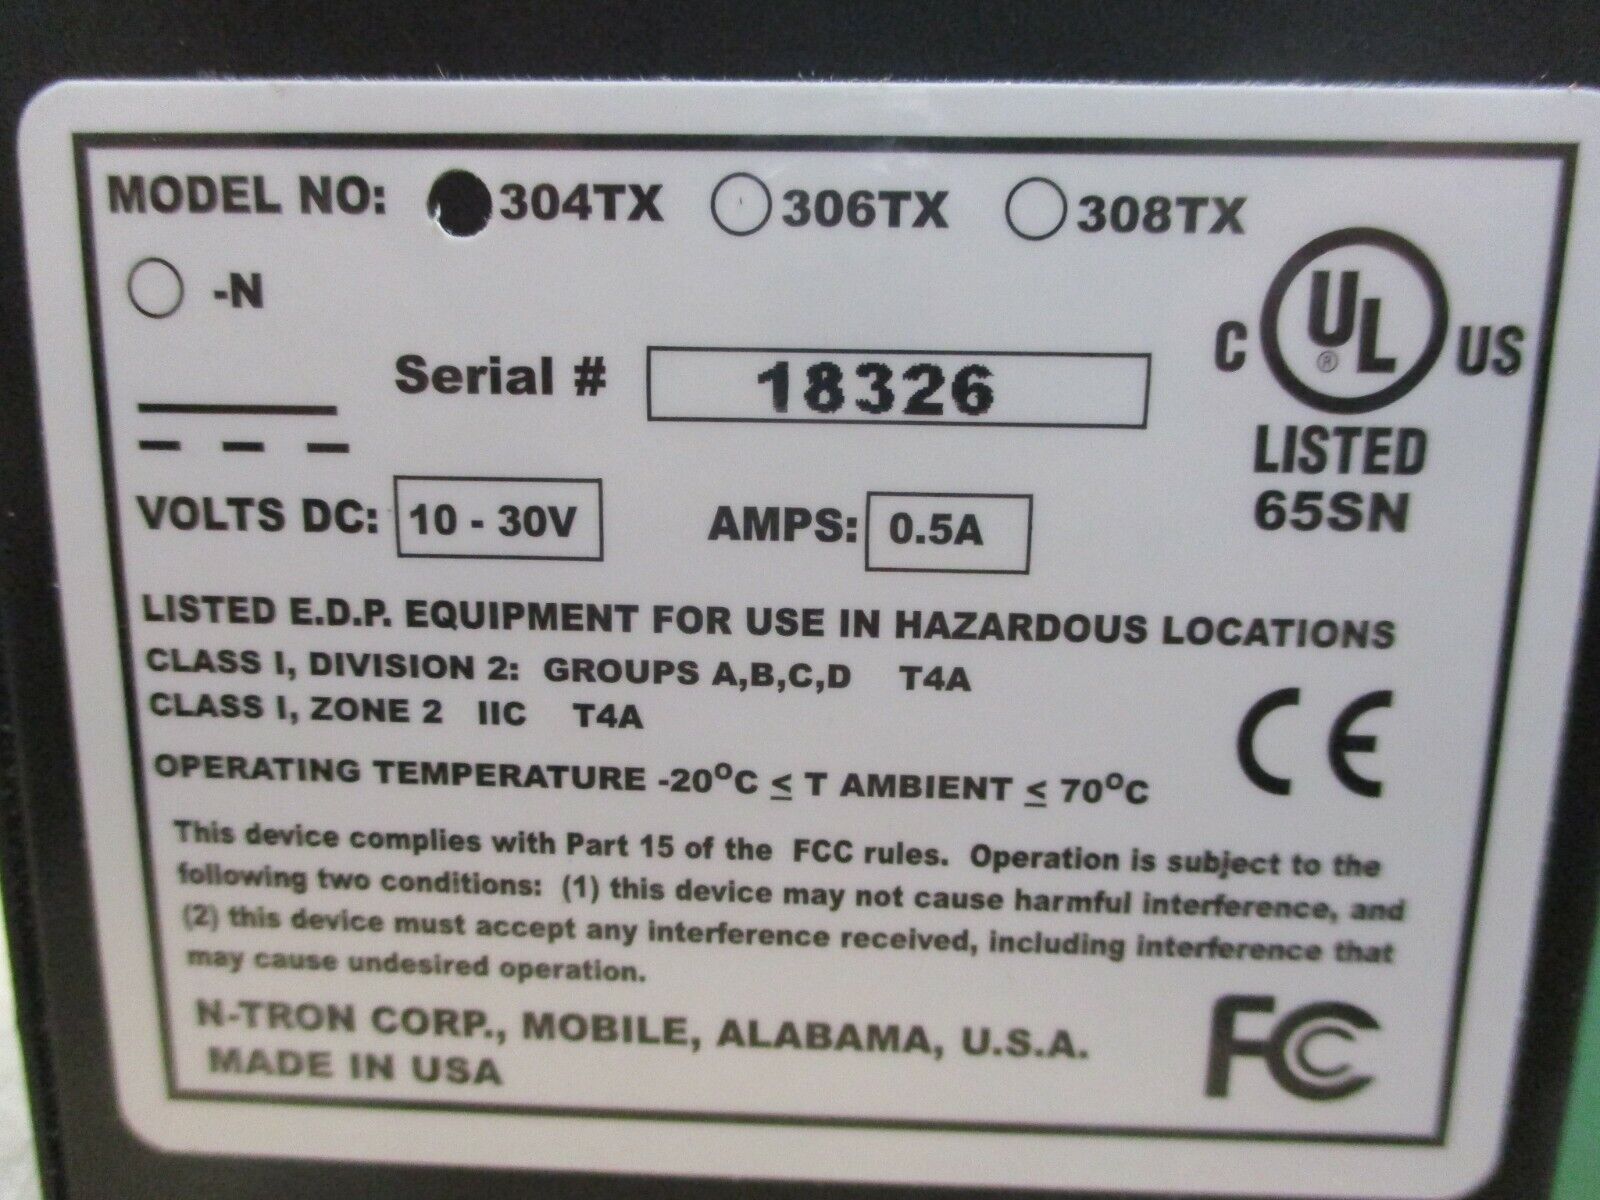 MODEL NO: 304TX 306TX 308TX
-N
Serial # 18326
C UL ® US
LISTED
65SN
VOLTS DC: 10 - 30V AMPS: 0.5A
LISTED E.D.P. EQUIPMENT FOR USE IN HAZARDOUS LOCATIONS
CLASS I, DIVISION 2: GROUPS A,B,C,D T4A
CLASS I, ZONE 2 IIC T4A
CE
OPERATING TEMPERATURE -20°C ≤ T AMBIENT ≤ 70°C
This device complies with Part 15 of the FCC rules. Operation is subject to the
following two conditions: (1) this device may not cause harmful interference, and
(2) this device must accept any interference received, including interference that
may cause undesired operation.
N-TRON CORP., MOBILE, ALABAMA, U.S.A.
MADE IN USA
FCC